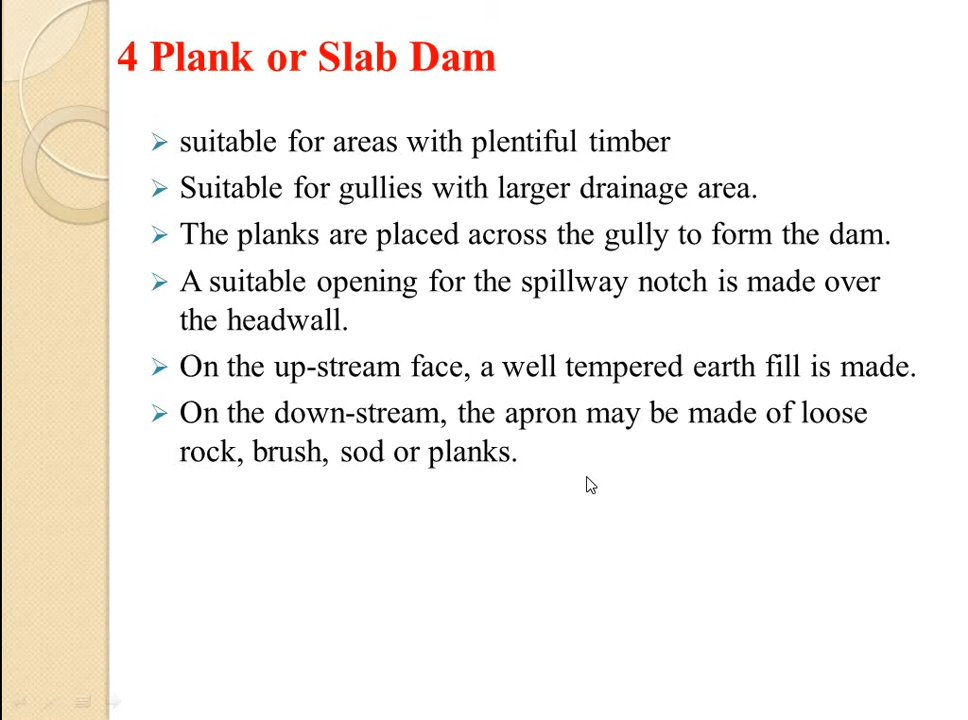 4 Plank or Slab Dam
suitable for areas with plentiful timber
Suitable for gullies with larger drainage area.
The planks are placed across the gully to form the dam.
A suitable opening for the spillway notch is made over
the headwall.
On the up-stream face, a well tempered earth fill is made.
On the down-stream, the apron may be made of loose
rock, brush, sod or planks.